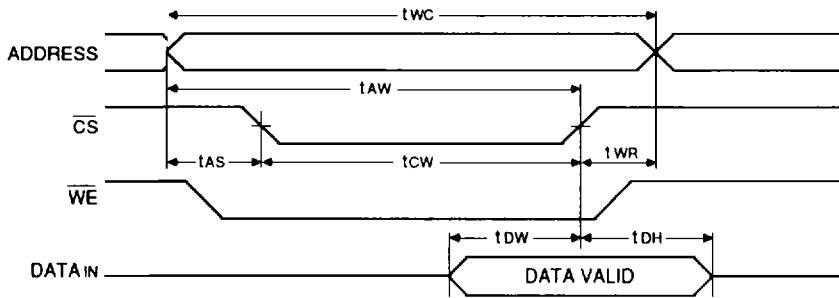 tWC
ADDRESS
tAW
CS
tAS
tCW
tWR
WE
tDW
tDH
DATA IN
DATA VALID